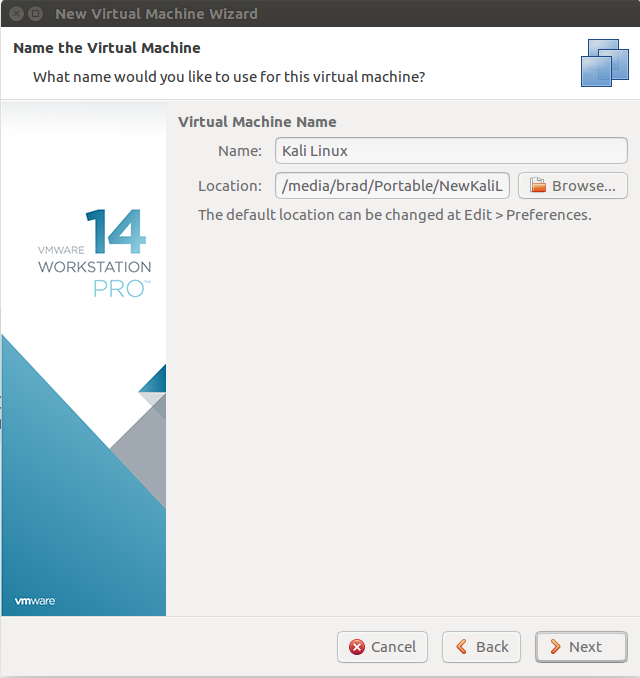 New Virtual Machine Wizard
Name the Virtual Machine
What name would you like to use for this virtual machine?
Virtual Machine Name
Name: Kali Linux
Location: /media/brad/Portable/NewKaliL Browse...
The default location can be changed at Edit > Preferences.
VMWARE 14
WORKSTATION
PRO™
vmware
Cancel Back Next